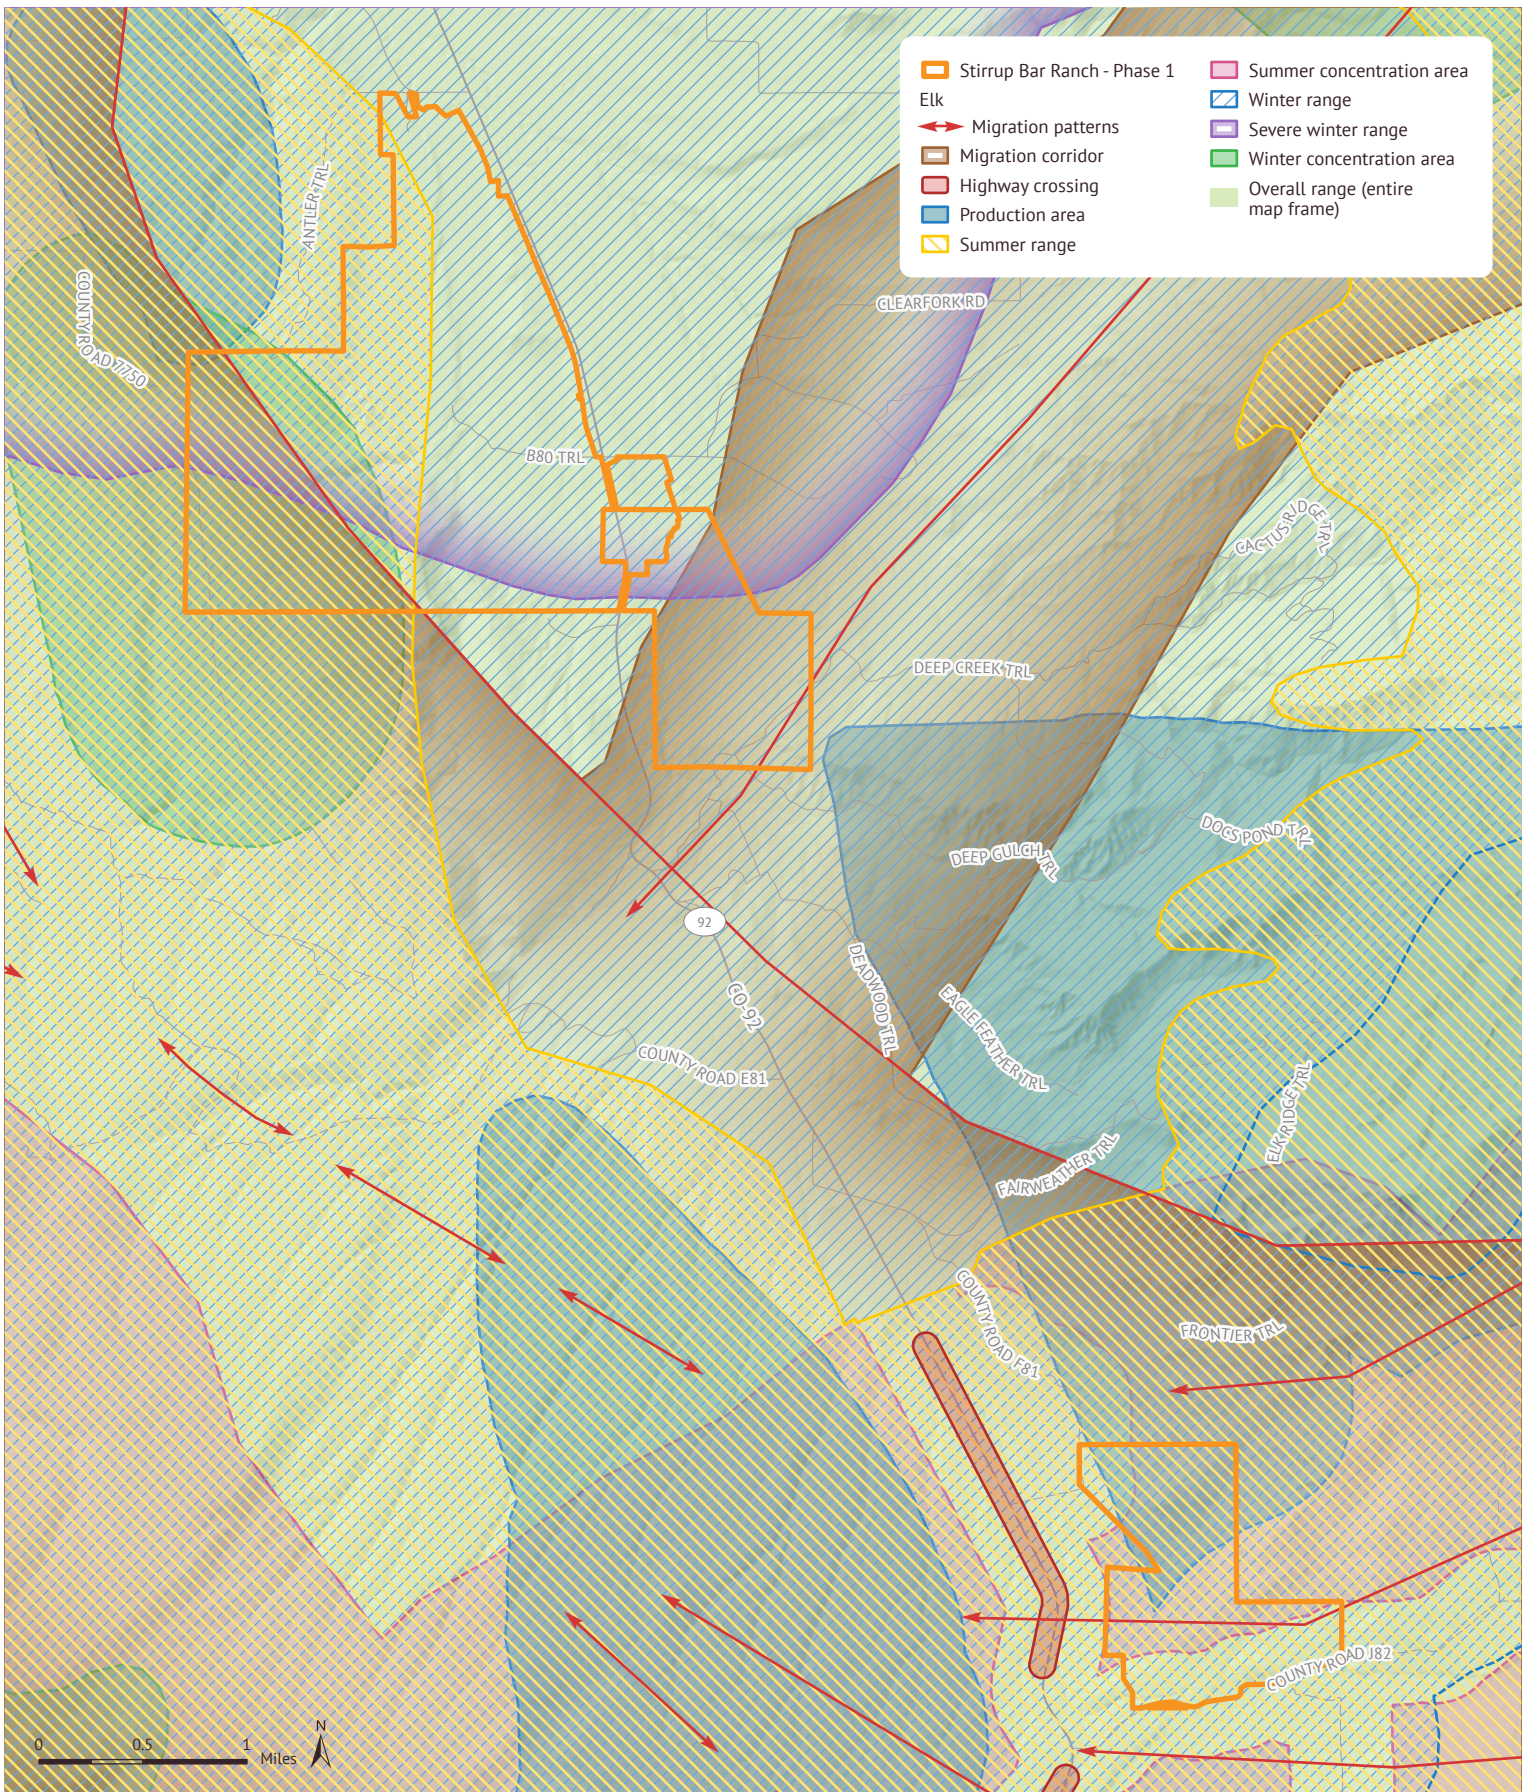 Stirrup Bar Ranch - Phase 1
Elk
Migration patterns
Migration corridor
Highway crossing
Production area
Summer range
Summer concentration area
Winter range
Severe winter range
Winter concentration area
Overall range (entire
map frame)
ANTLER TRL
COUNTY ROAD 7750
CLEARFORK RD
B80 TRL
CACTUS RIDGE TRL
DEEP CREEK TRL
DOCS POND TRL
DEEP GULCH TRL
92
DEADWOOD TRL
CO-92
EAGLE FEATHER TRL
COUNTY ROAD E81
ELK RIDGE TRL
FAIRWEATHER TRL
COUNTY ROAD F81
FRONTIER TRL
COUNTY ROAD J82
N
0 0.5 1 Miles